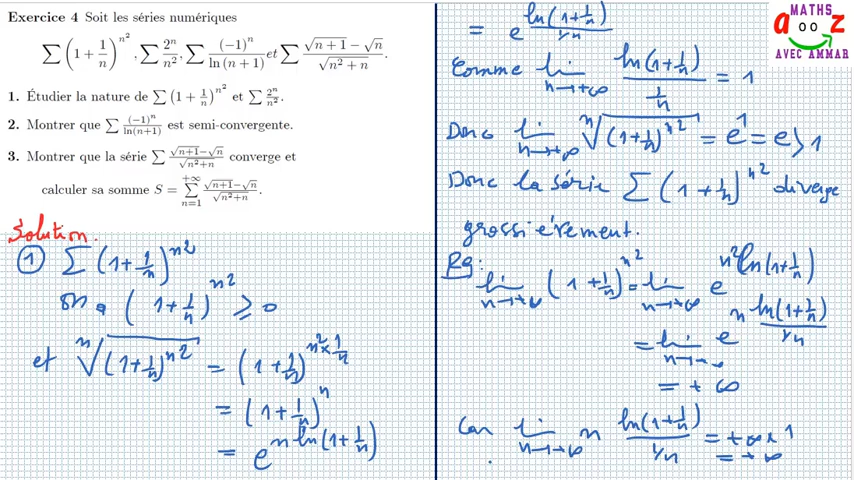 Exercice 4 Soit les séries numériques
∑ (1 + 1/n)^{n²}, ∑ 2^n/n², ∑ (-1)^n/ln(n+1) et ∑ (√(n+1) − √n)/√(n²+n).
1. Étudier la nature de ∑ (1 + 1/n)^{n²} et ∑ 2^n/n².
2. Montrer que ∑ (-1)^n/ln(n+1) est semi-convergente.
3. Montrer que la série ∑ (√(n+1)−√n)/√(n²+n) converge et
calculer sa somme S = ∑_{n=1}^{+∞} (√(n+1)−√n)/√(n²+n).
Solution.
① ∑ (1+1/n)^{n²}
on a (1+1/n)^{n²} ≥ 0
et ⁿ√((1+1/n)^{n²}) = (1+1/n)^{n²×1/n}
= (1+1/n)^n
= e^{n ln(1+1/n)}
= e^{ln(1+1/n)/(1/n)}
Comme lim_{n→+∞} ln(1+1/n)/(1/n) = 1
Donc lim_{n→+∞} ⁿ√((1+1/n)^{n²}) = e^1 = e > 1
Donc la série ∑ (1+1/n)^{n²} diverge
grossièrement.
Rq:
lim_{n→+∞} (1+1/n)^{n²} = lim_{n→+∞} e^{n² ln(1+1/n)}
= lim_{n→+∞} e^{n ln(1+1/n)/(1/n)}
= +∞
Car lim_{n→+∞} n ln(1+1/n)/(1/n) = +∞ × 1
= +∞
MATHS
a z
AVEC AMMAR